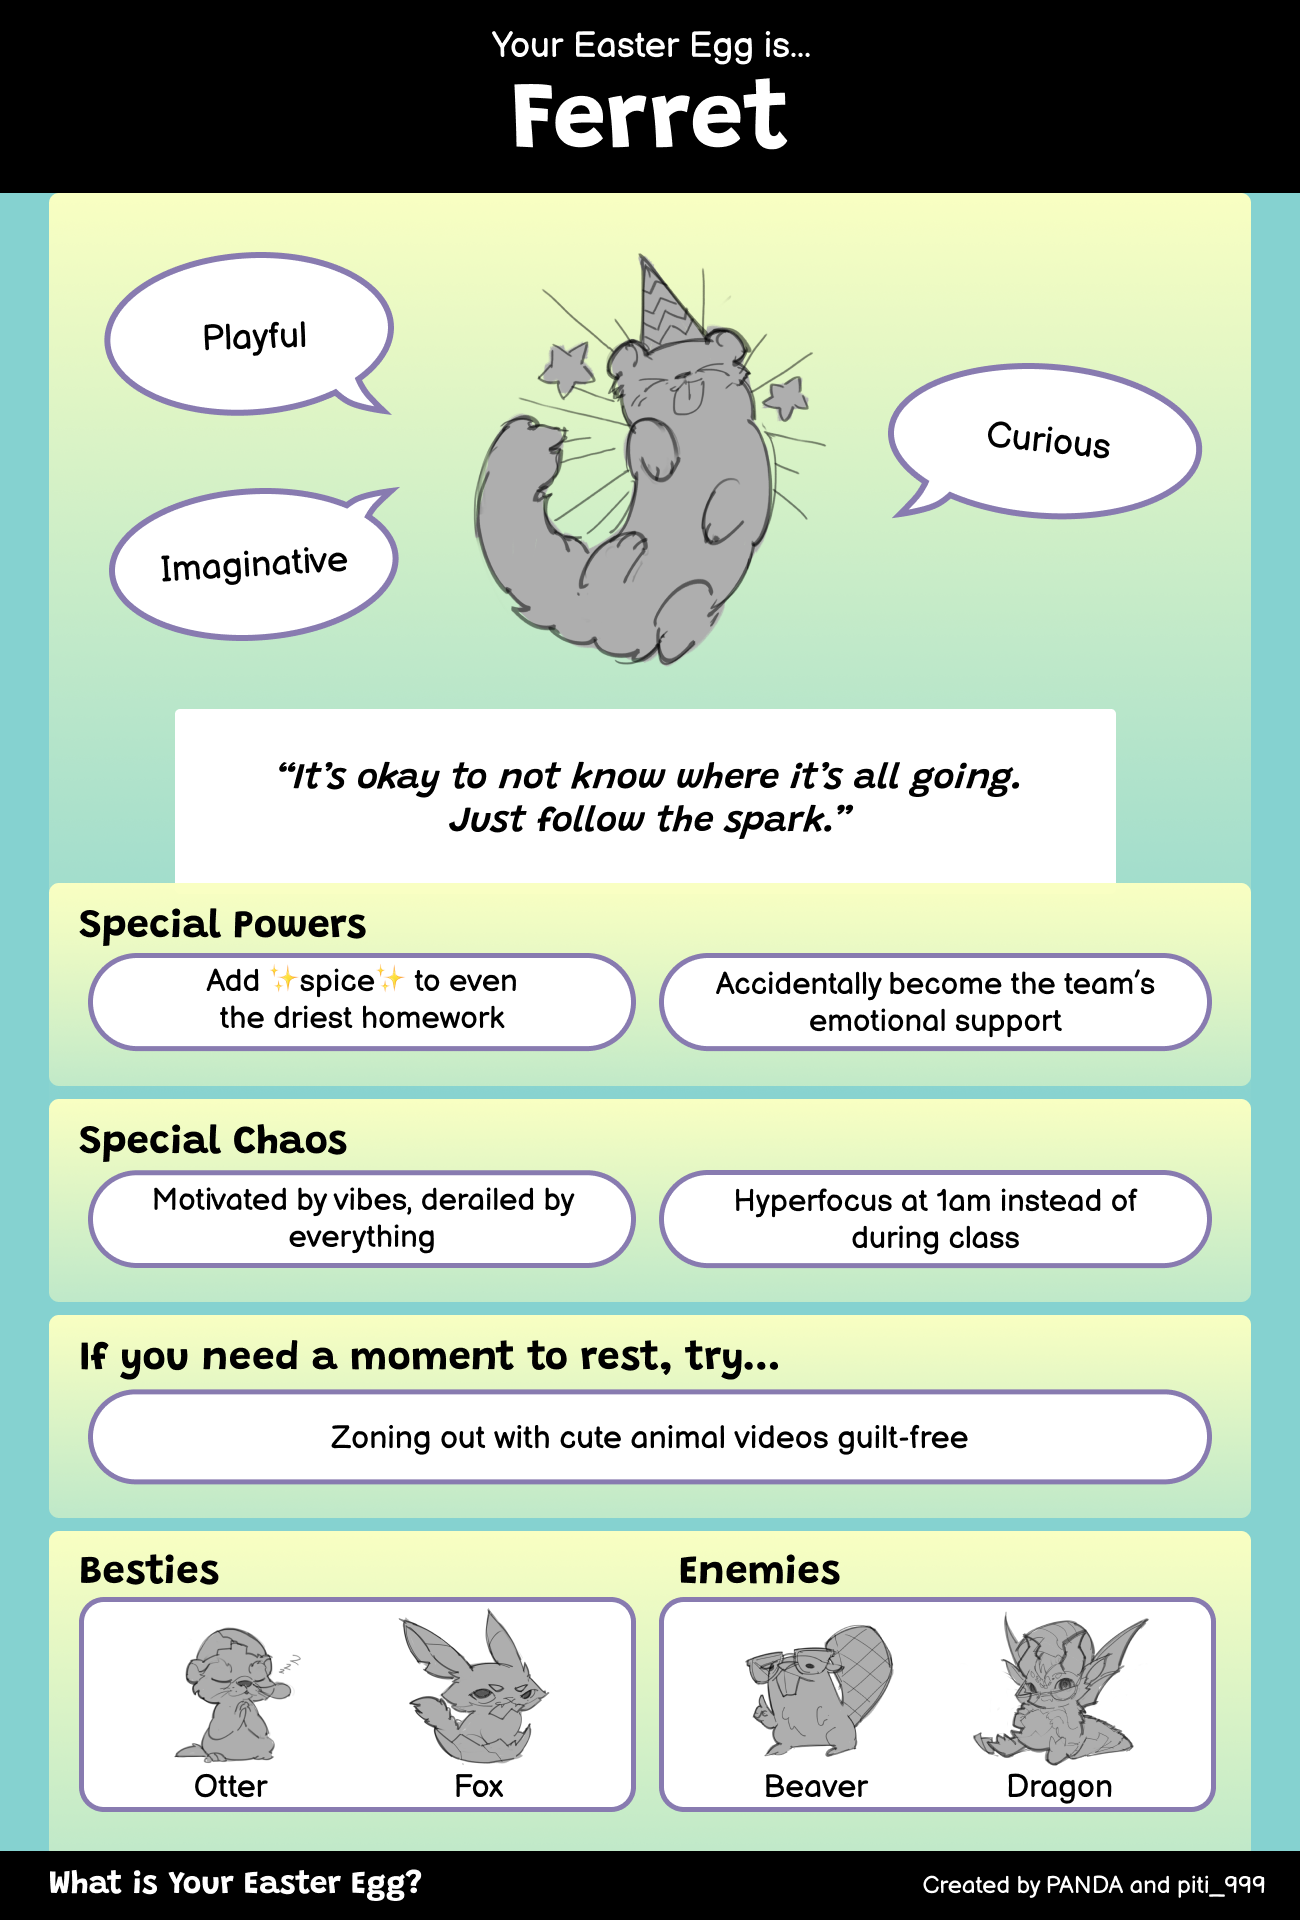 Your Easter Egg is...
Ferret
Playful
Curious
Imaginative
“It’s okay to not know where it’s all going.
Just follow the spark.”
Special Powers
Add ✨spice✨ to even
the driest homework
Accidentally become the team’s
emotional support
Special Chaos
Motivated by vibes, derailed by
everything
Hyperfocus at 1am instead of
during class
If you need a moment to rest, try...
Zoning out with cute animal videos guilt-free
Besties
Enemies
zzZ
Otter
Fox
Beaver
Dragon
What is Your Easter Egg?
Created by PANDA and piti_999